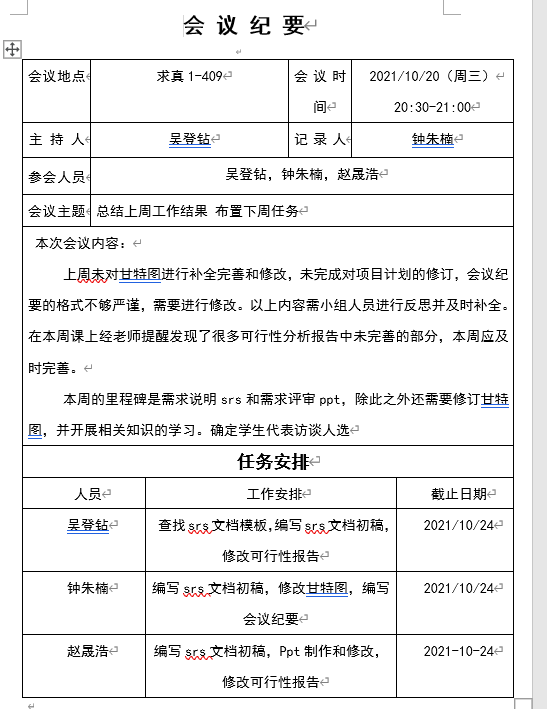 会 议 纪 要
会议地点 求真1-409 会 议 时 2021/10/20（周三）
间 20:30-21:00
主 持 人 吴登钻 记 录 人 钟朱楠
参会人员 吴登钻，钟朱楠，赵晟浩
会议主题 总结上周工作结果 布置下周任务
本次会议内容：
上周未对甘特图进行补全完善和修改，未完成对项目计划的修订，会议纪
要的格式不够严谨，需要进行修改。以上内容需小组人员进行反思并及时补全。
在本周课上经老师提醒发现了很多可行性分析报告中未完善的部分，本周应及
时完善。
本周的里程碑是需求说明 srs 和需求评审 ppt，除此之外还需要修订甘特
图，并开展相关知识的学习。确定学生代表访谈人选
任务安排
人员 工作安排 截止日期
吴登钻 查找 srs 文档模板，编写 srs 文档初稿， 2021/10/24
修改可行性报告
钟朱楠 编写 srs 文档初稿，修改甘特图，编写 2021/10/24
会议纪要
赵晟浩 编写 srs 文档初稿，Ppt 制作和修改， 2021-10-24
修改可行性报告